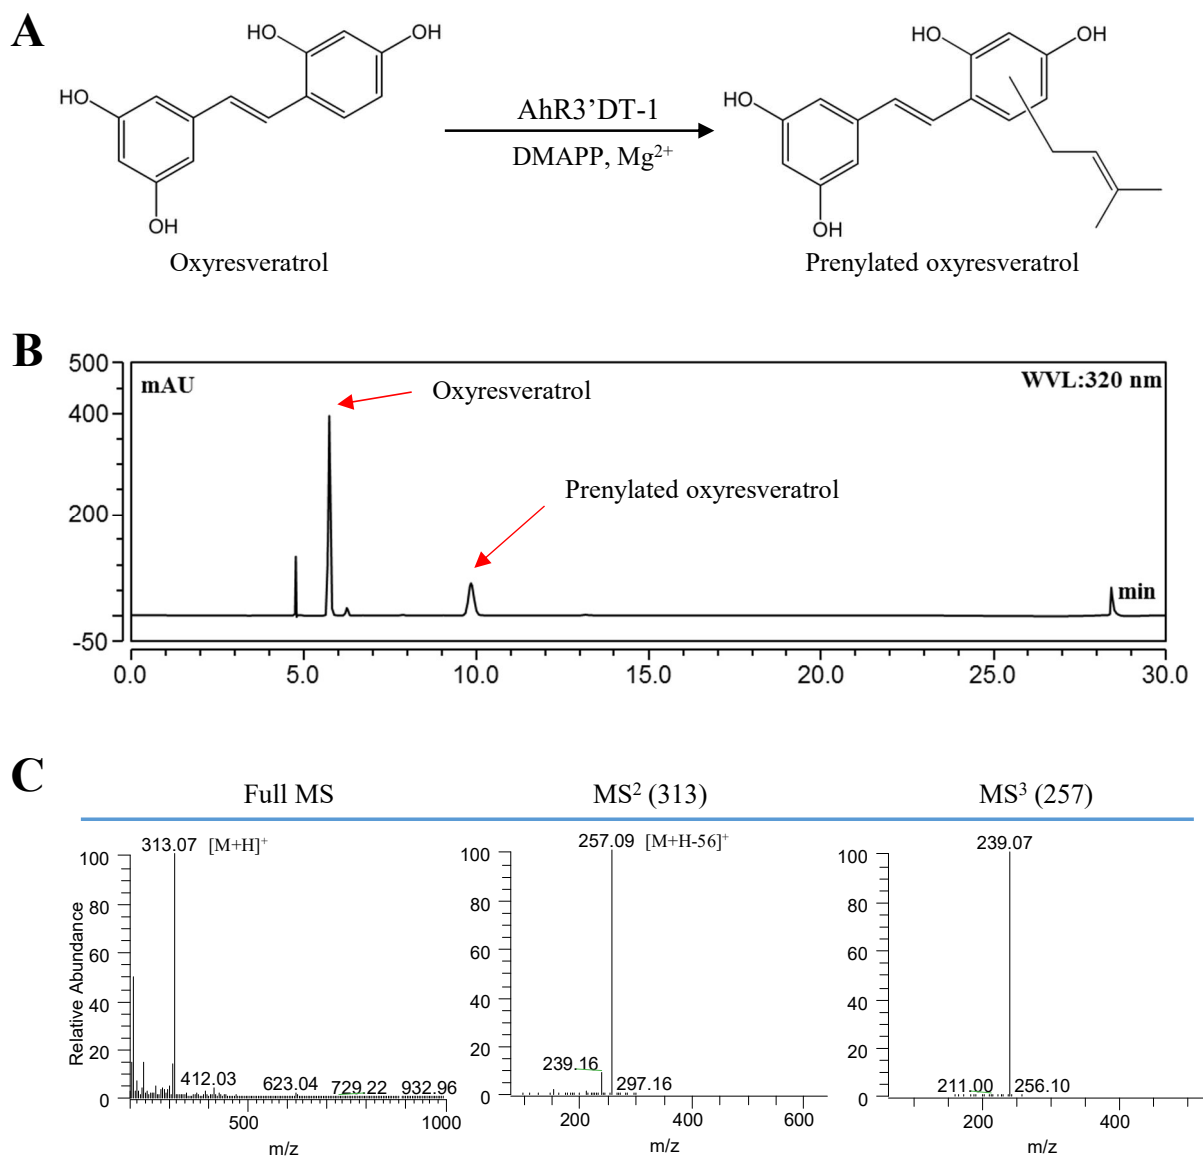 A
HO
OH
HO
OH
Oxyresveratrol
AhR3’DT-1
DMAPP, Mg²⁺
HO
OH
HO
OH
Prenylated oxyresveratrol
B
500
400
200
-50
mAU
WVL:320 nm
Oxyresveratrol
Prenylated oxyresveratrol
min
0.0 5.0 10.0 15.0 20.0 25.0 30.0
C
Full MS
MS² (313)
MS³ (257)
313.07 [M+H]⁺
100
80
60
40
20
0
Relative Abundance
412.03 623.04 729.22 932.96
500 1000
m/z
257.09 [M+H-56]⁺
100
80
60
40
20
0
239.16
297.16
200 400 600
m/z
239.07
100
80
60
40
20
0
211.00 256.10
200 400
m/z